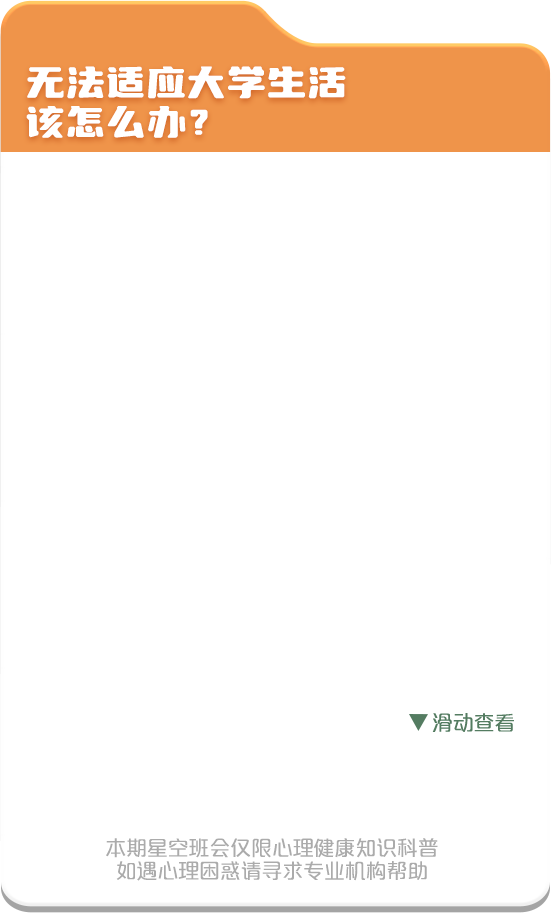 无法适应大学生活
该怎么办?
▼滑动查看
本期星空班会仅限心理健康知识科普
如遇心理困惑请寻求专业机构帮助